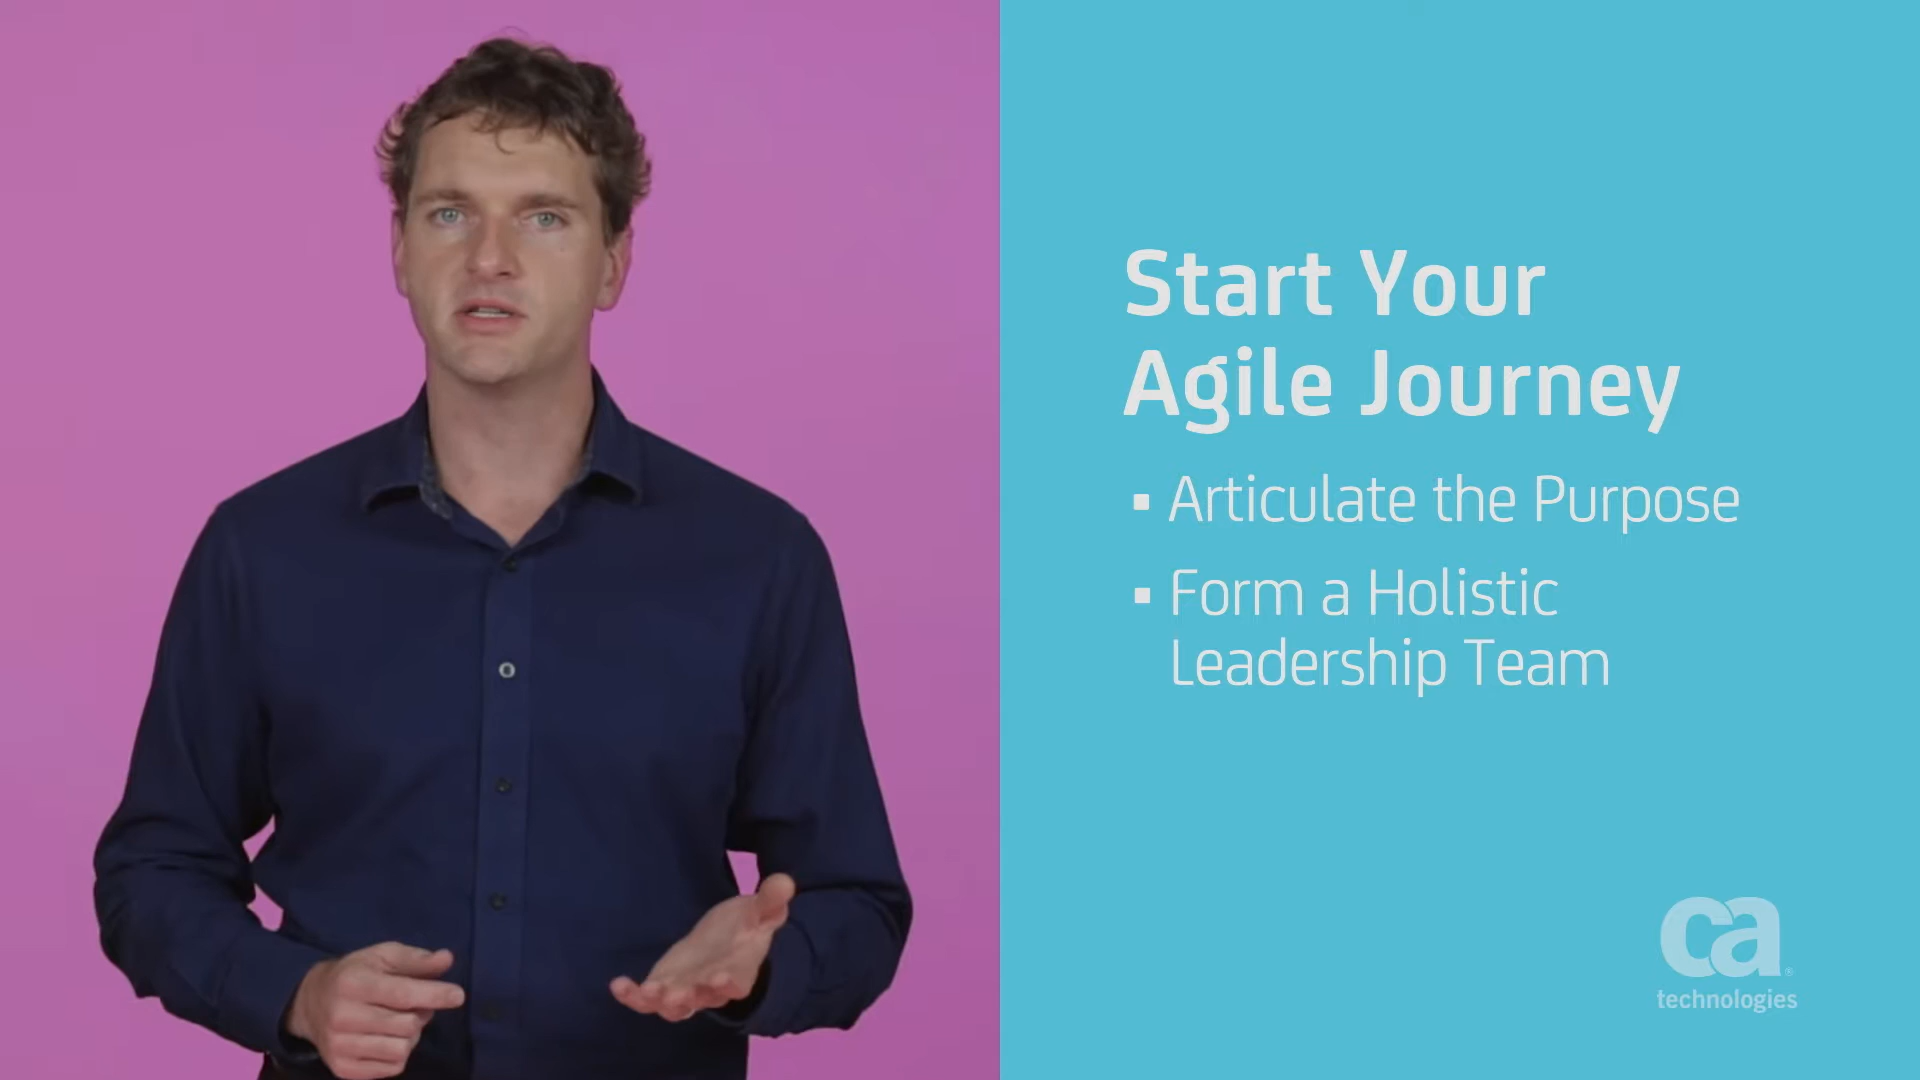 Start Your
Agile Journey
▪ Articulate the Purpose
▪ Form a Holistic
Leadership Team
ca®
technologies